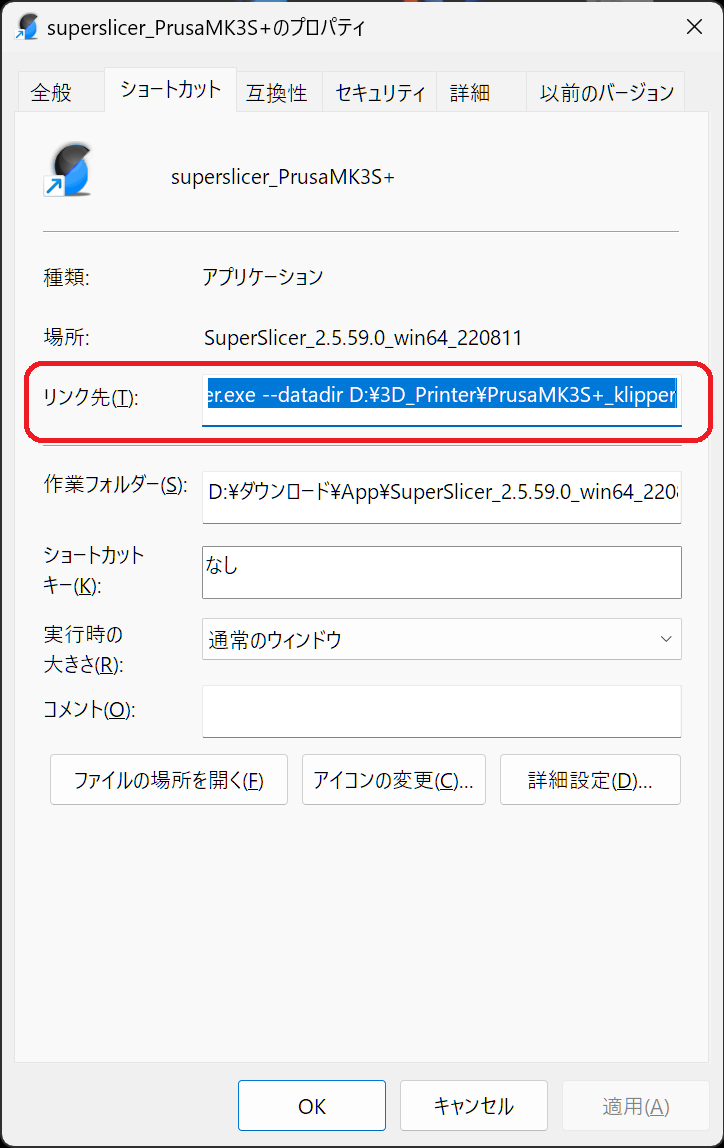 superslicer_PrusaMK3S+のプロパティ
全般 ショートカット 互換性 セキュリティ 詳細 以前のバージョン
superslicer_PrusaMK3S+
種類: アプリケーション
場所: SuperSlicer_2.5.59.0_win64_220811
リンク先(T): er.exe --datadir D:¥3D_Printer¥PrusaMK3S+_klipper
作業フォルダー(S): D:¥ダウンロード¥App¥SuperSlicer_2.5.59.0_win64_220
ショートカット
キー(K): なし
実行時の
大きさ(R): 通常のウィンドウ
コメント(O):
ファイルの場所を開く(F) アイコンの変更(C)... 詳細設定(D)...
OK キャンセル 適用(A)